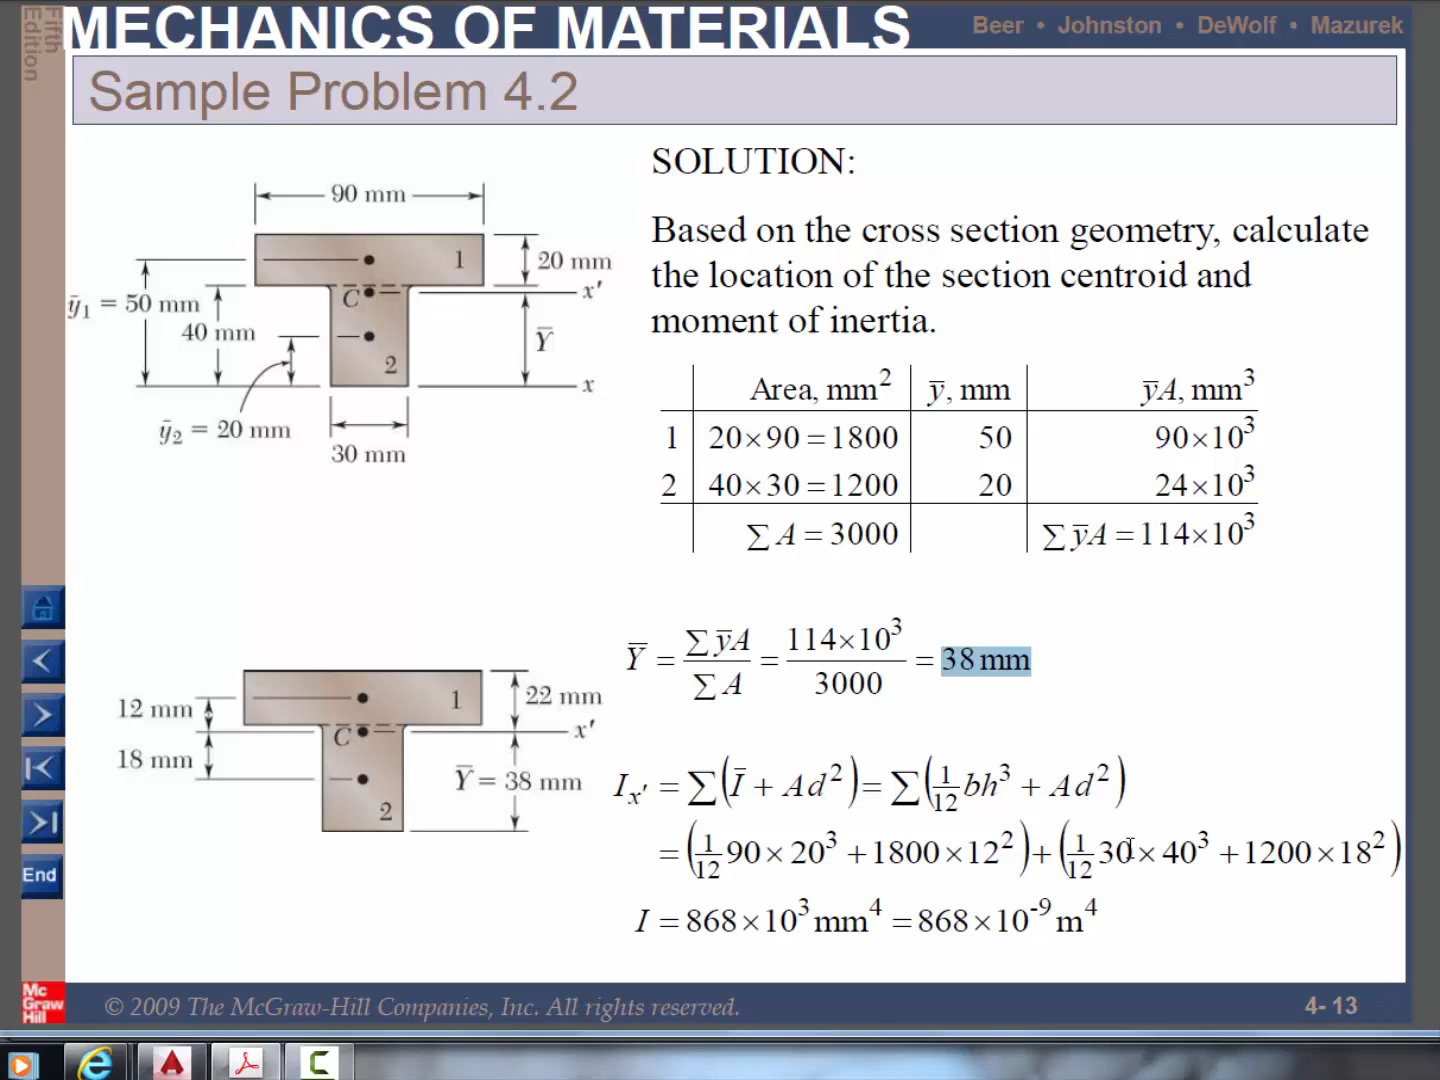 Fifth
Edition
MECHANICS OF MATERIALS
Beer • Johnston • DeWolf • Mazurek
Sample Problem 4.2
90 mm
1
20 mm
x′
C
ȳ₁ = 50 mm
40 mm
Y̅
2
x
ȳ₂ = 20 mm
30 mm
SOLUTION:
Based on the cross section geometry, calculate
the location of the section centroid and
moment of inertia.
Area, mm² y̅, mm y̅A, mm³
1 20×90 = 1800 50 90×10³
2 40×30 = 1200 20 24×10³
∑ A = 3000 ∑ y̅A = 114×10³
Y̅ = ∑ y̅A / ∑ A = 114×10³ / 3000 = 38 mm
12 mm
1
22 mm
x′
C
18 mm
Y̅ = 38 mm
2
Ix′ = ∑(I̅ + Ad²) = ∑(1/12 bh³ + Ad²)
= (1/12 90×20³ + 1800×12²) + (1/12 30×40³ + 1200×18²)
I = 868×10³ mm⁴ = 868×10⁻⁹ m⁴
End
Mc
Graw
Hill
© 2009 The McGraw-Hill Companies, Inc. All rights reserved.
4- 13